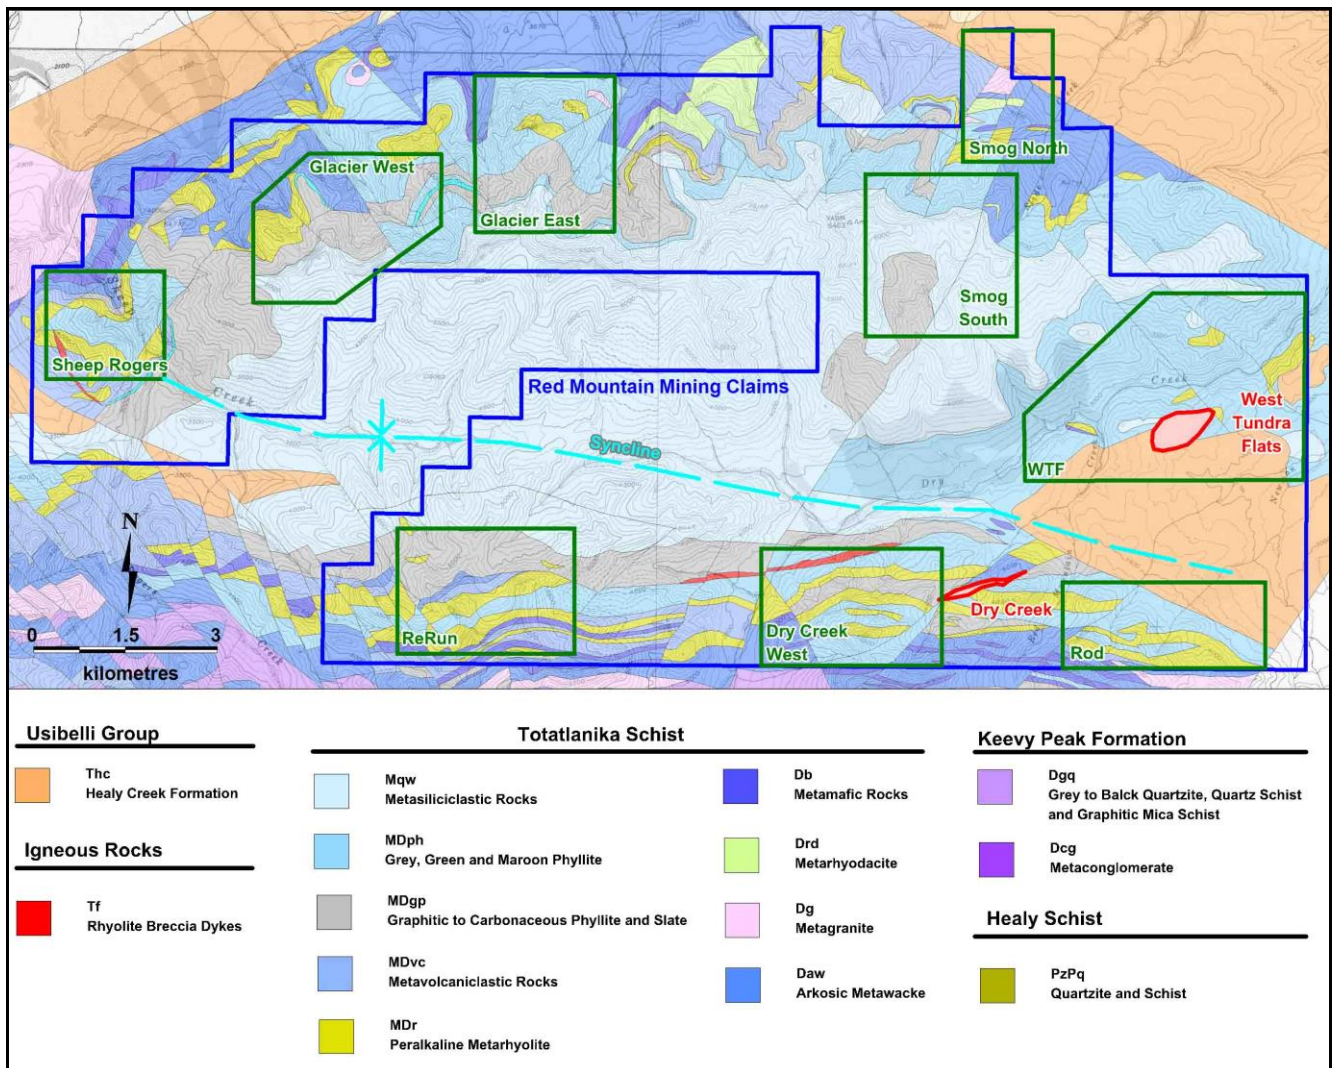 Glacier West
Smog North
Glacier East
Smog
South
Sheep Rogers
Creek
Creek
Red Mountain Mining Claims
West
Tundra
Flats
Syncline
WTF
Dry
Creek
N
Dry Creek
ReRun
Dry Creek
West
Rod
Creek
0 1.5 3
kilometres
Usibelli Group
Thc
Healy Creek Formation
Igneous Rocks
Tf
Rhyolite Breccia Dykes
Totatlanika Schist
Mqw
Metasiliciclastic Rocks
MDph
Grey, Green and Maroon Phyllite
MDgp
Graphitic to Carbonaceous Phyllite and Slate
MDvc
Metavolcaniclastic Rocks
MDr
Peralkaline Metarhyolite
Db
Metamafic Rocks
Drd
Metarhyodacite
Dg
Metagranite
Daw
Arkosic Metawacke
Keevy Peak Formation
Dgq
Grey to Balck Quartzite, Quartz Schist
and Graphitic Mica Schist
Dcg
Metaconglomerate
Healy Schist
PzPq
Quartzite and Schist